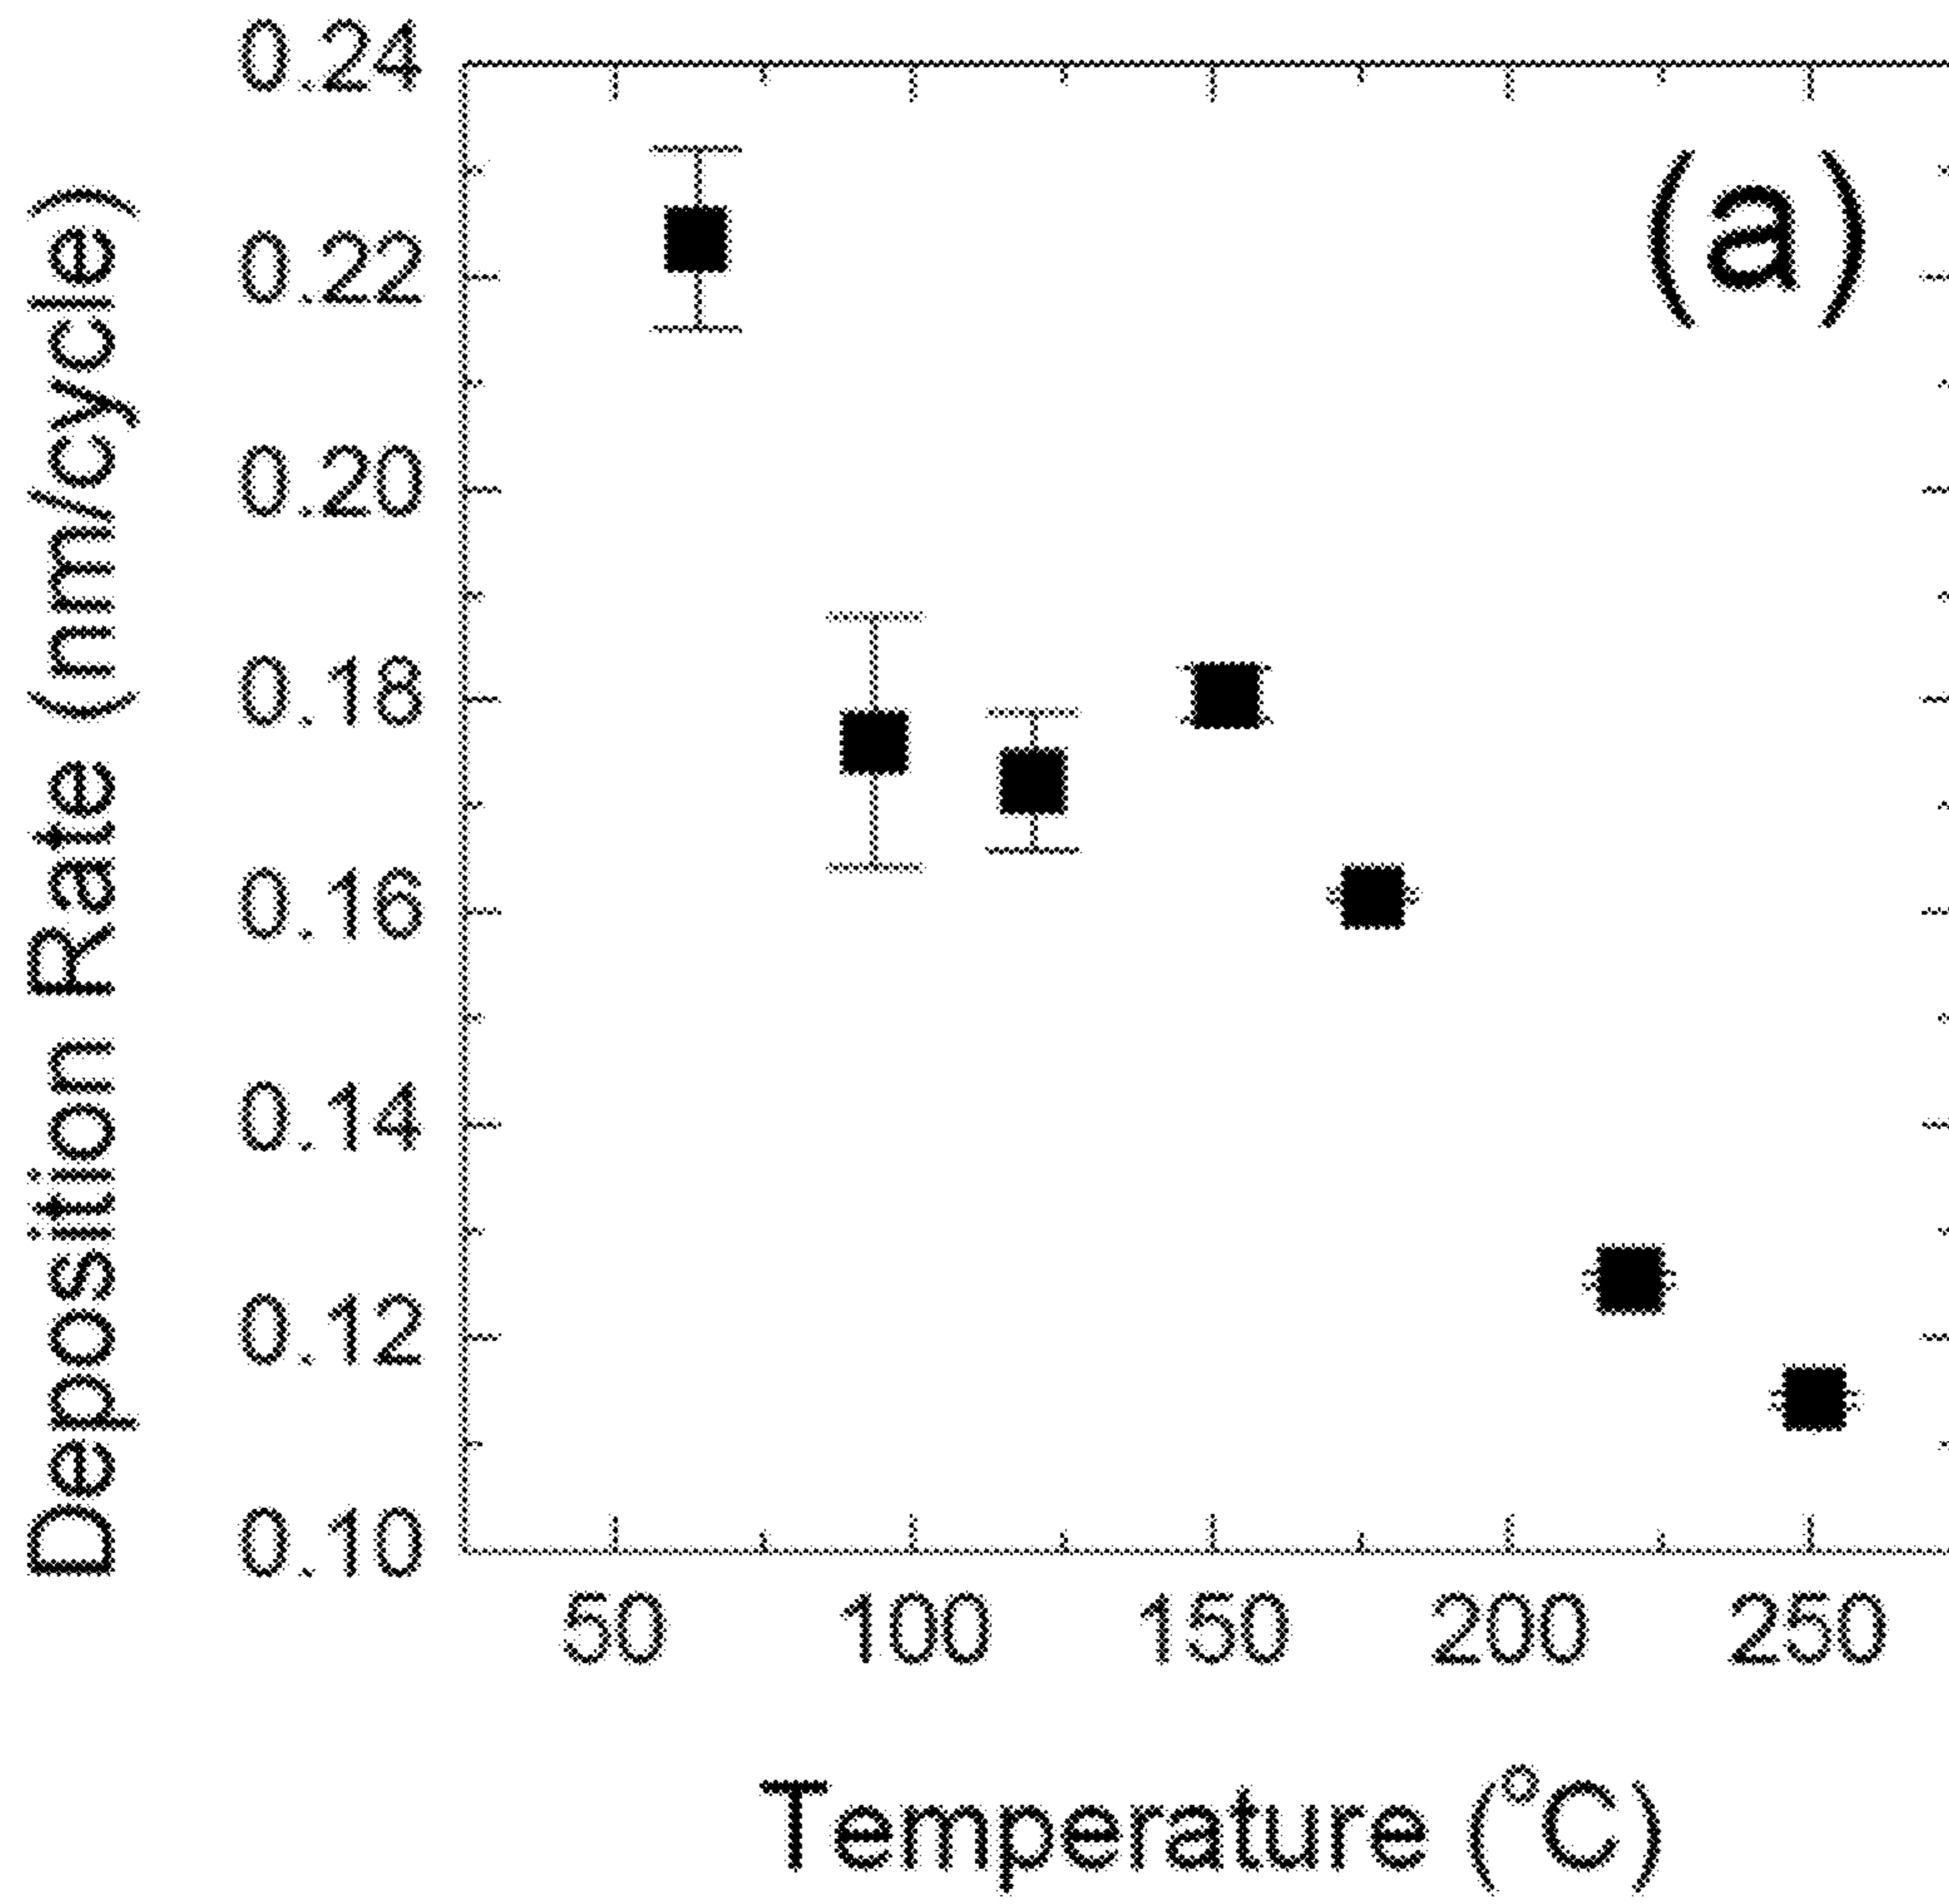 Deposition Rate (nm/cycle)
0.24
0.22
0.20
0.18
0.16
0.14
0.12
0.10
(a)
50 100 150 200 250
Temperature (°C)